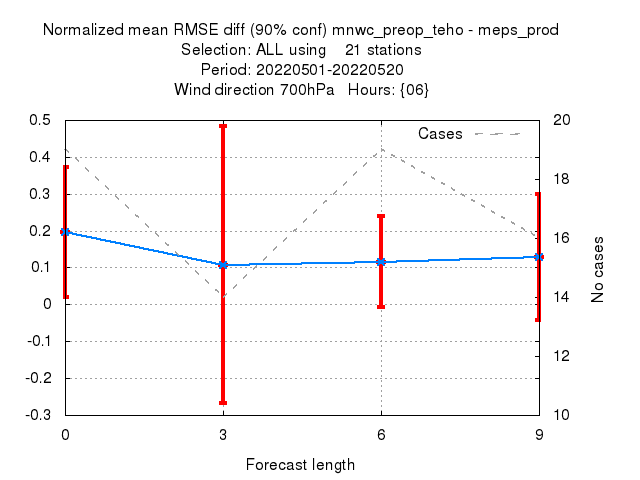 Normalized mean RMSE diff (90% conf) mnwc_preop_teho - meps_prod
Selection: ALL using    21 stations
Period: 20220501-20220520
Wind direction 700hPa   Hours: {06}
Cases
0.5
0.4
0.3
0.2
0.1
0
-0.1
-0.2
-0.3
20
18
16
14
12
10
No cases
0
3
6
9
Forecast length